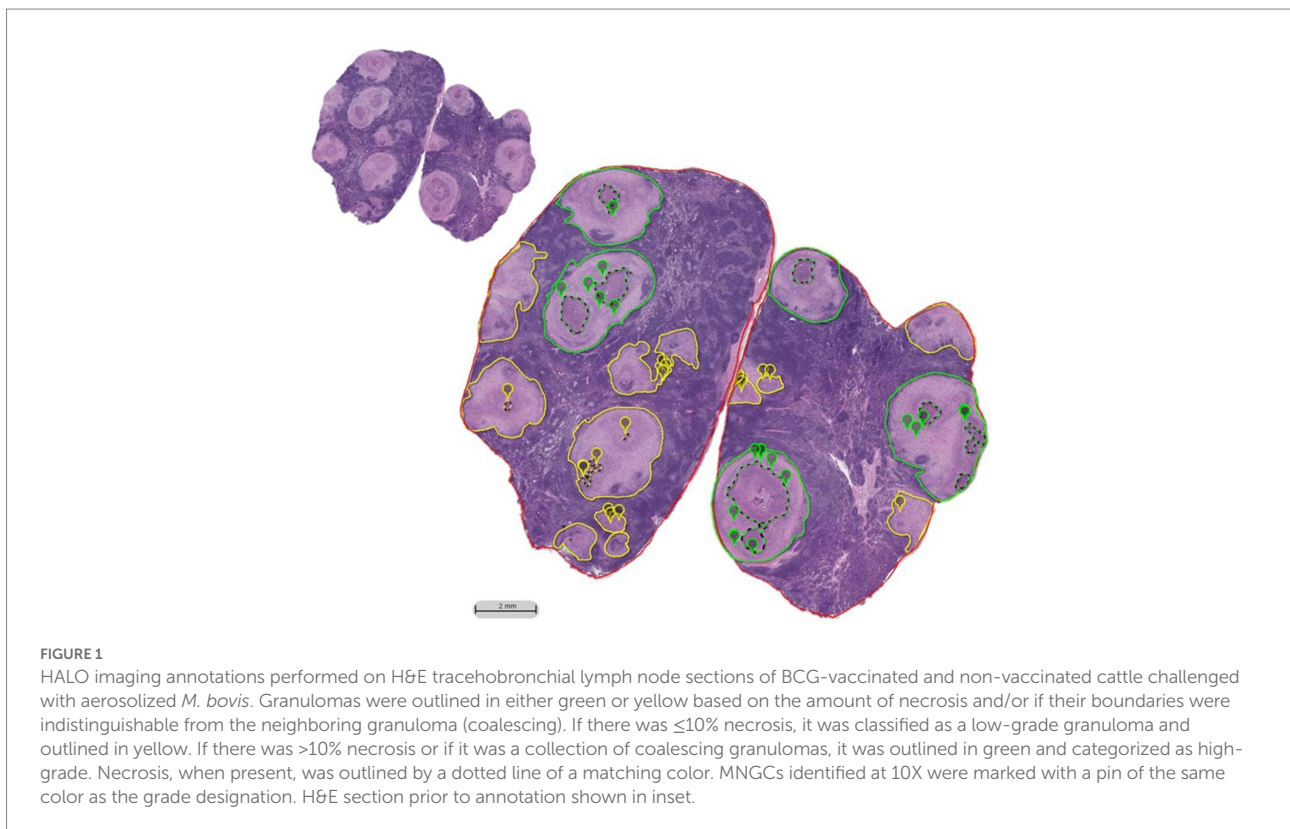 2 mm
FIGURE 1
HALO imaging annotations performed on H&E tracehobronchial lymph node sections of BCG-vaccinated and non-vaccinated cattle challenged
with aerosolized M. bovis. Granulomas were outlined in either green or yellow based on the amount of necrosis and/or if their boundaries were
indistinguishable from the neighboring granuloma (coalescing). If there was ≤10% necrosis, it was classified as a low-grade granuloma and
outlined in yellow. If there was >10% necrosis or if it was a collection of coalescing granulomas, it was outlined in green and categorized as high-
grade. Necrosis, when present, was outlined by a dotted line of a matching color. MNGCs identified at 10X were marked with a pin of the same
color as the grade designation. H&E section prior to annotation shown in inset.